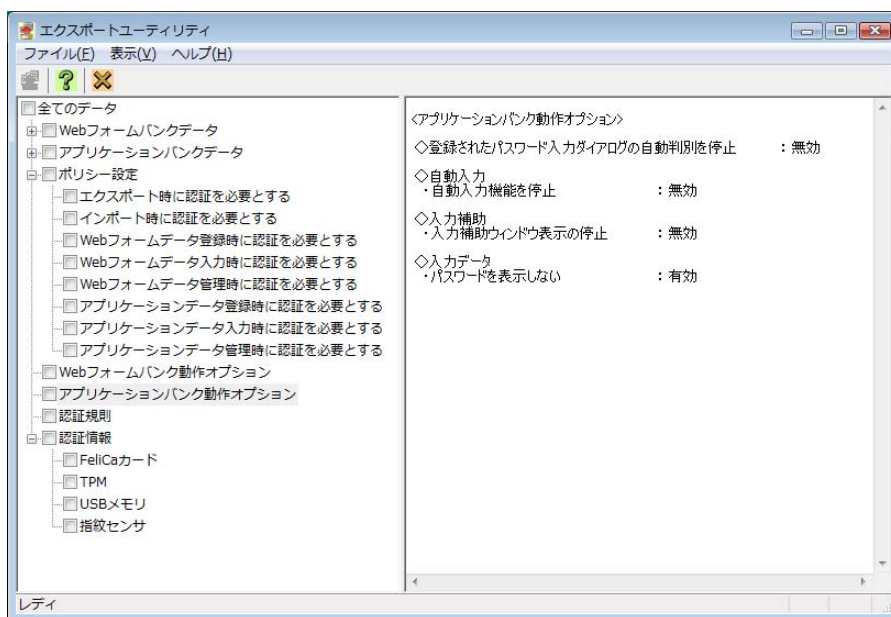 エクスポートユーティリティ
ファイル(F) 表示(V) ヘルプ(H)
全てのデータ
Webフォームバンクデータ
アプリケーションバンクデータ
ポリシー設定
エクスポート時に認証を必要とする
インポート時に認証を必要とする
Webフォームデータ登録時に認証を必要とする
Webフォームデータ入力時に認証を必要とする
Webフォームデータ管理時に認証を必要とする
アプリケーションデータ登録時に認証を必要とする
アプリケーションデータ入力時に認証を必要とする
アプリケーションデータ管理時に認証を必要とする
Webフォームバンク動作オプション
アプリケーションバンク動作オプション
認証規則
認証情報
FeliCaカード
TPM
USBメモリ
指紋センサ
<アプリケーションバンク動作オプション>
◇登録されたパスワード入力ダイアログの自動判別を停止 : 無効
◇自動入力
・自動入力機能を停止 : 無効
◇入力補助
・入力補助ウィンドウ表示の停止 : 無効
◇入力データ
・パスワードを表示しない : 有効
レディ